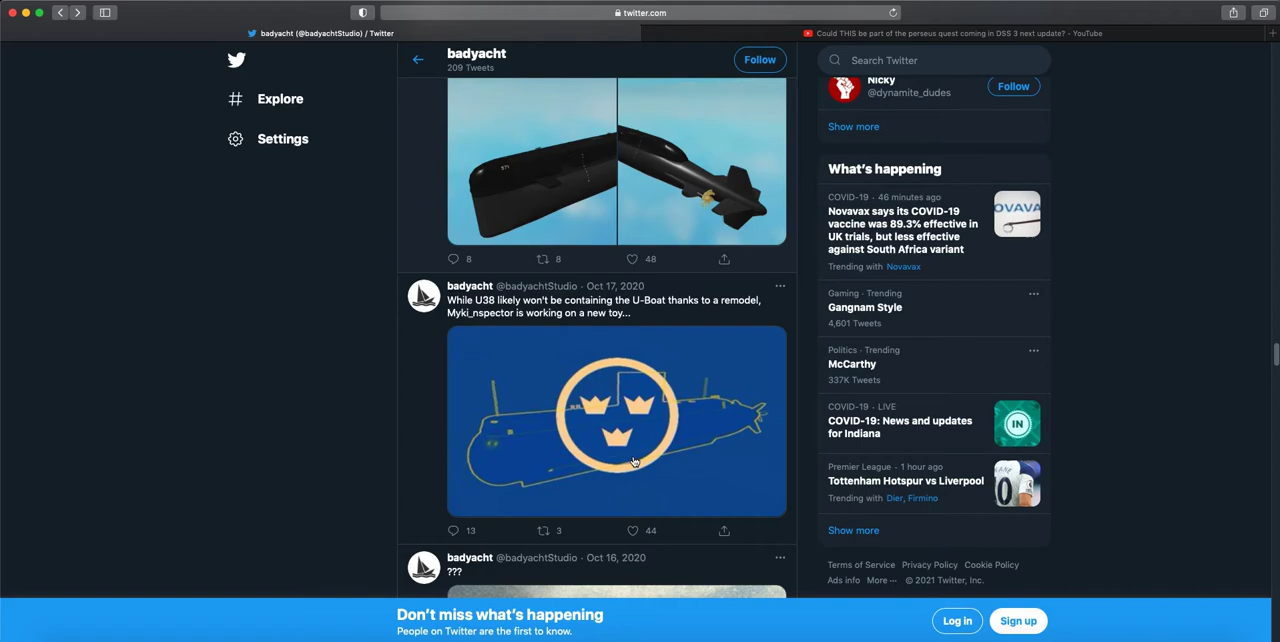 twitter.com
badyacht (@badyachtStudio) / Twitter
Could THIS be part of the perseus quest coming in DSS 3 next update? - YouTube
badyacht
209 Tweets
Follow
Search Twitter
Explore
Settings
571
8
8
48
badyacht @badyachtStudio · Oct 17, 2020
While U38 likely won't be containing the U-Boat thanks to a remodel,
Myki_nspector is working on a new toy...
13
3
44
badyacht @badyachtStudio · Oct 16, 2020
???
Nicky
@dynamite_dudes
Follow
Show more
What's happening
COVID-19 · 46 minutes ago
Novavax says its COVID-19
vaccine was 89.3% effective in
UK trials, but less effective
against South Africa variant
Trending with Novavax
OVAVA
Gaming · Trending
Gangnam Style
4,601 Tweets
Politics · Trending
McCarthy
337K Tweets
COVID-19 · LIVE
COVID-19: News and updates
for Indiana
IN
Premier League · 1 hour ago
Tottenham Hotspur vs Liverpool
Trending with Dier, Firmino
Show more
Terms of Service Privacy Policy Cookie Policy
Ads info More ··· © 2021 Twitter, Inc.
Don't miss what's happening
People on Twitter are the first to know.
Log in
Sign up